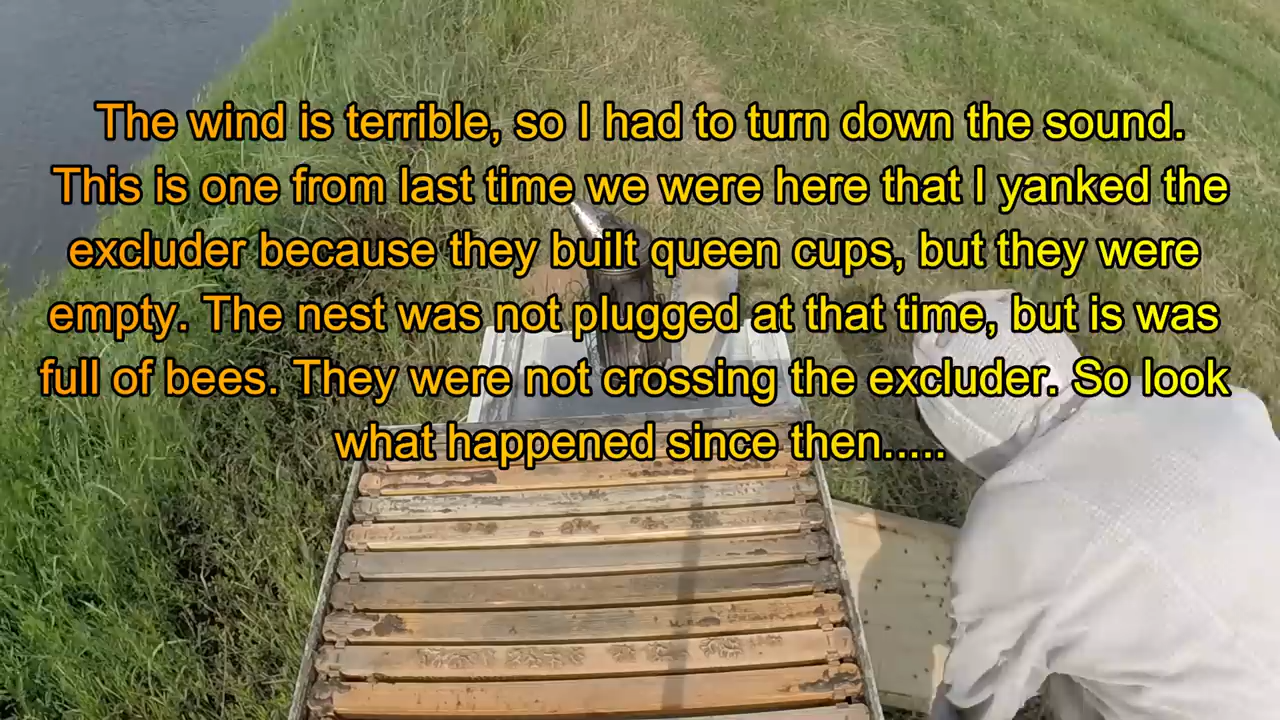 The wind is terrible, so I had to turn down the sound.
This is one from last time we were here that I yanked the
excluder because they built queen cups, but they were
empty. The nest was not plugged at that time, but is was
full of bees. They were not crossing the excluder. So look
what happened since then.....